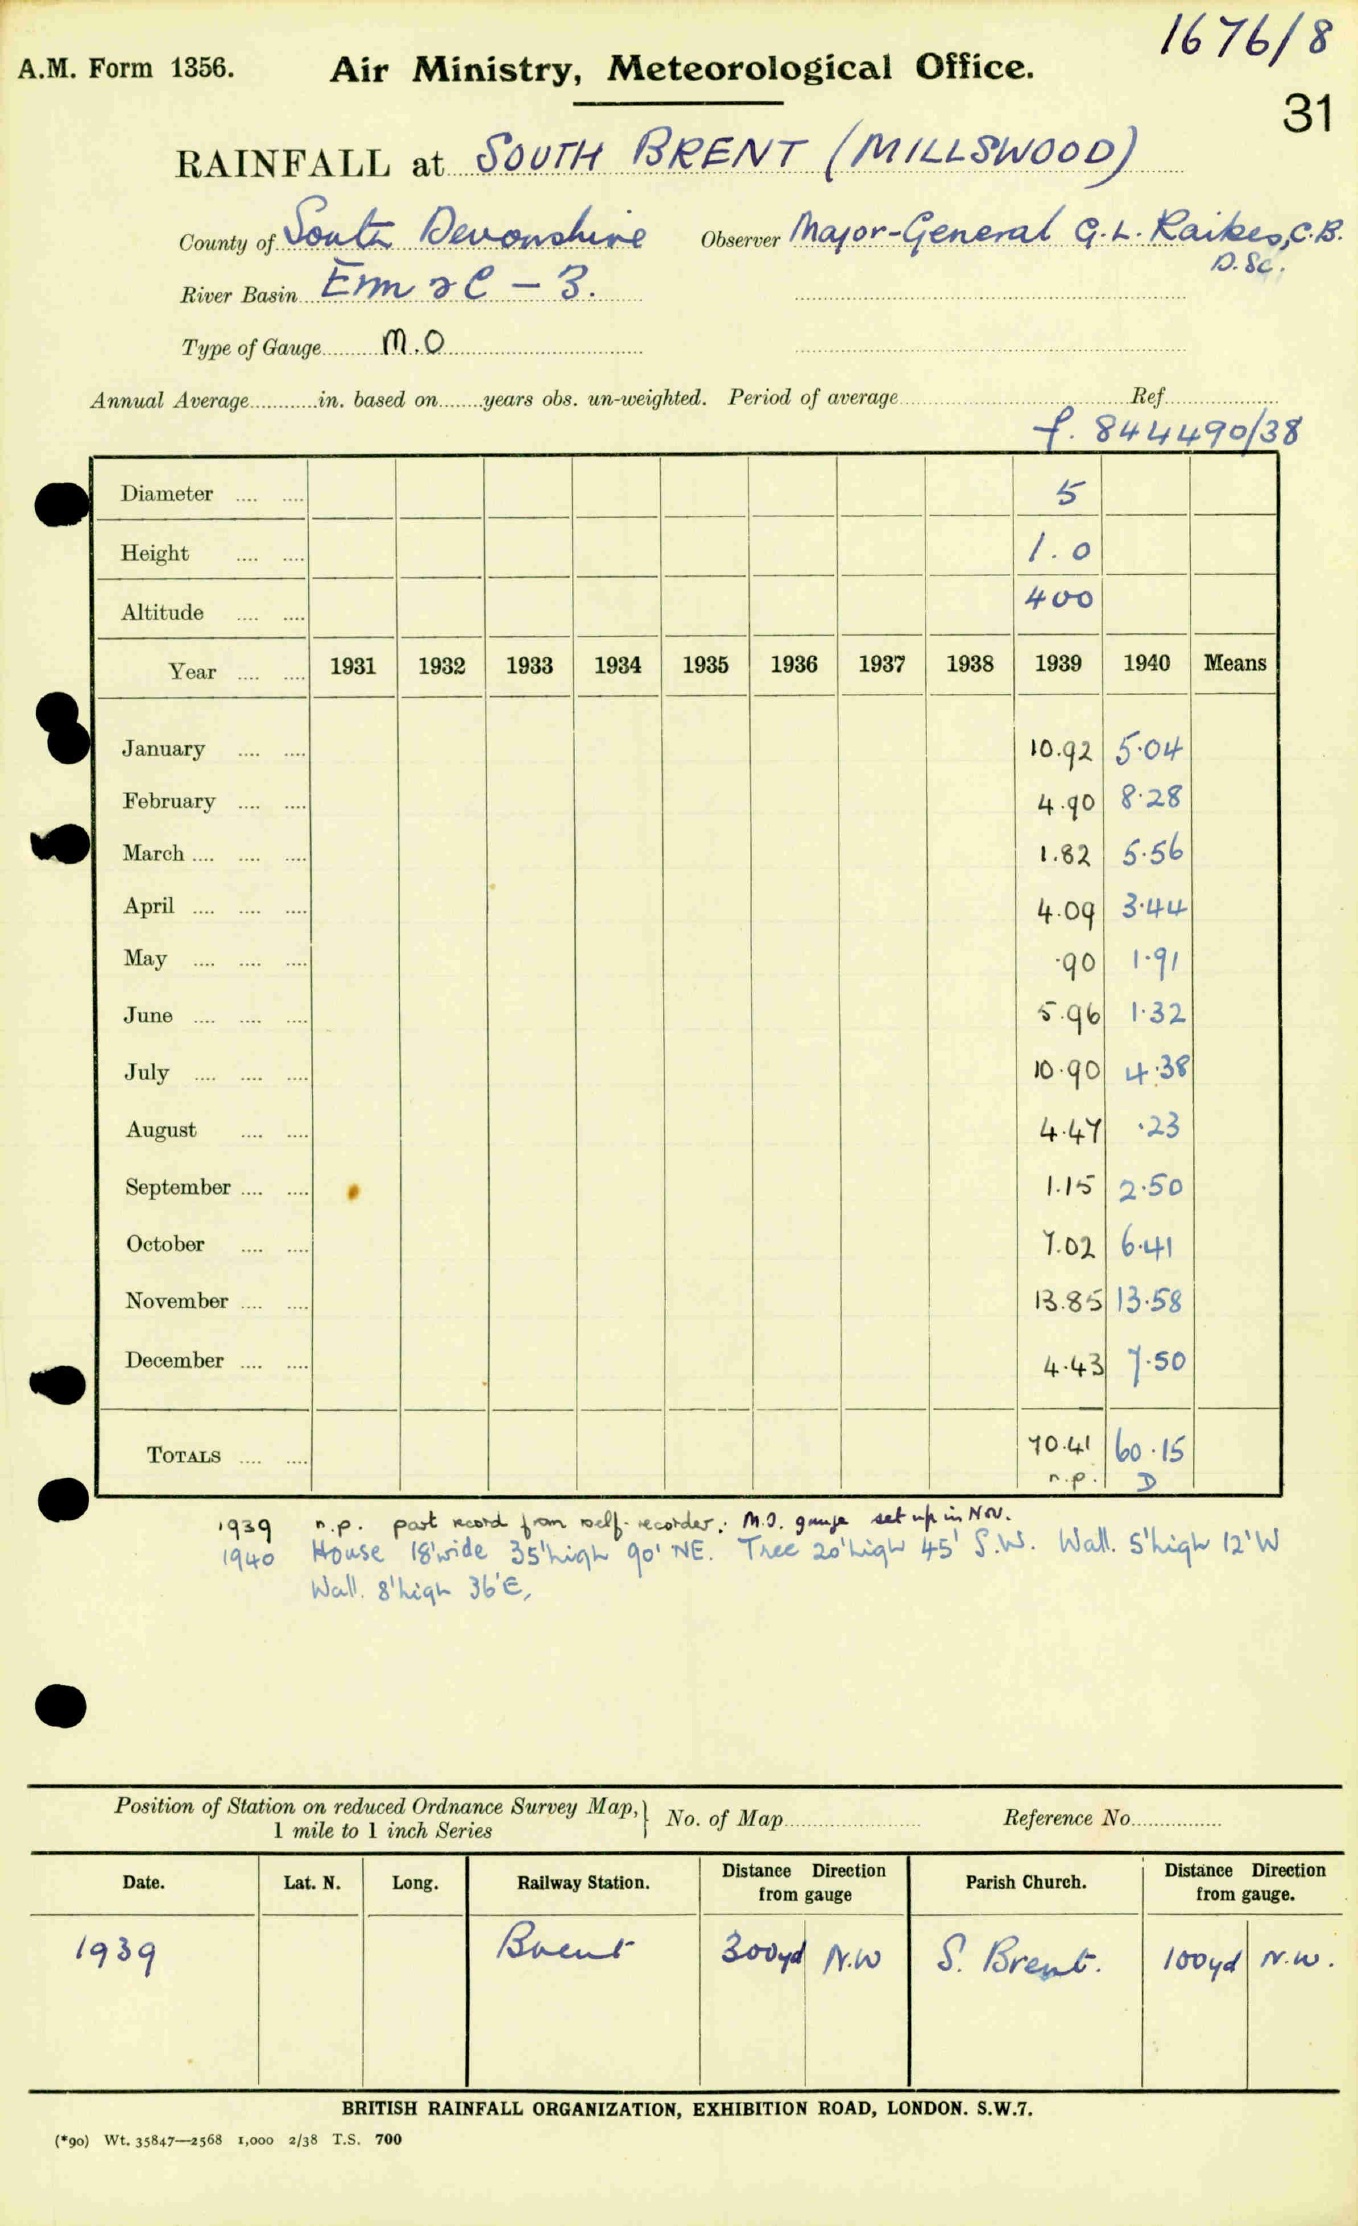 1676/8
A.M. Form 1356. Air Ministry, Meteorological Office.
31
RAINFALL at SOUTH BRENT (MILLSWOOD)
County of South Devonshire Observer Major-General G.L. Raikes, C.B.
D.Sc.
River Basin Erm &c - 3.
Type of Gauge M.O
Annual Average............in. based on........years obs. un-weighted. Period of average.................... Ref....................
f. 844490/38
Diameter .... .... 5
Height .... .... 1.0
Altitude .... .... 400
Year .... .... 1931 1932 1933 1934 1935 1936 1937 1938 1939 1940 Means
January .... .... 10.92 5.04
February .... .... 4.90 8.28
March .... .... .... 1.82 5.56
April .... .... .... 4.09 3.44
May .... .... .... .90 1.91
June .... .... .... 5.96 1.32
July .... .... .... 10.90 4.38
August .... .... 4.47 .23
September .... .... 1.15 2.50
October .... .... 7.02 6.41
November .... .... 13.85 13.58
December .... .... 4.43 7.50
TOTALS .... .... 70.41 60.15
n.p. D
1939 n.p. part record from self-recorder; M.O. gauge set up in Nov.
1940 House 18' wide 35' high 90' NE. Tree 20' high 45' S.W. Wall. 5' high 12' W
Wall. 8' high 36' E,
Position of Station on reduced Ordnance Survey Map, } No. of Map.................... Reference No....................
1 mile to 1 inch Series
Date. Lat. N. Long. Railway Station. Distance Direction from gauge Parish Church. Distance Direction from gauge.
1939 Brent 300yd N.W S. Brent. 100yd N.W.
BRITISH RAINFALL ORGANIZATION, EXHIBITION ROAD, LONDON. S.W.7.
(*90) Wt. 35847—2568 1,000 2/38 T.S. 700